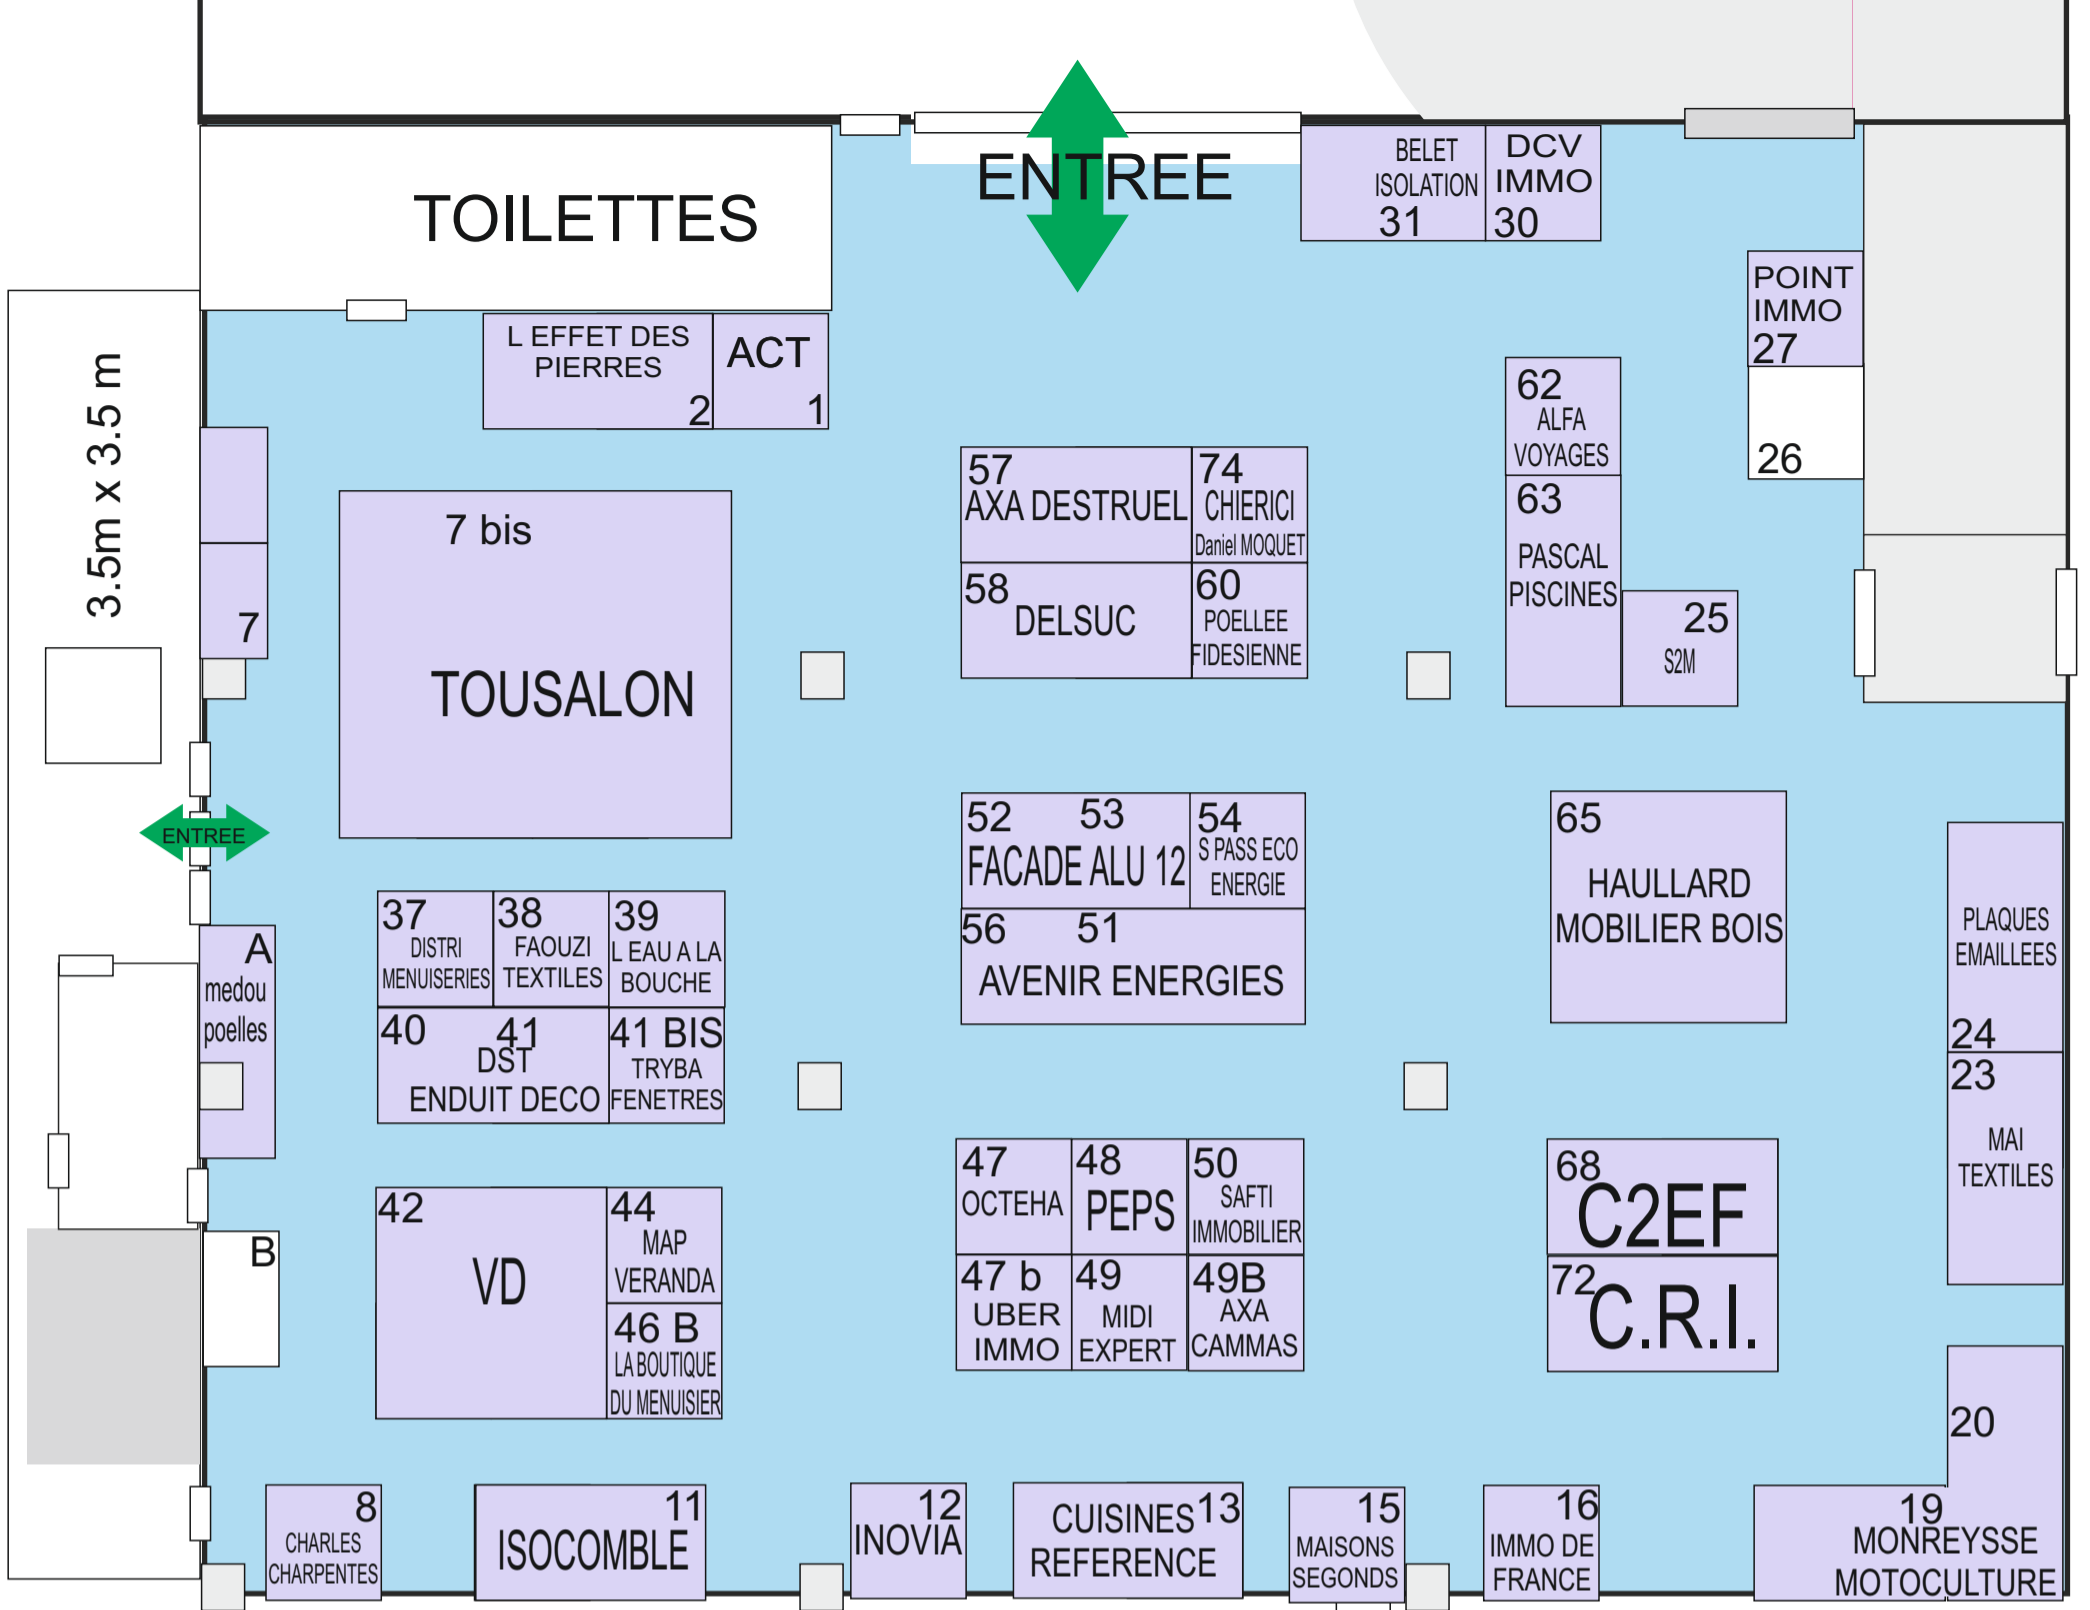 ENTREE
TOILETTES
BELET
ISOLATION
31
DCV
IMMO
30
POINT
IMMO
27
26
L EFFET DES
PIERRES
2
ACT
1
3.5m x 3.5 m
7
7 bis
TOUSALON
57
AXA DESTRUEL
74
CHIERICI
Daniel MOQUET
58
DELSUC
60
POELLEE
FIDESIENNE
62
ALFA
VOYAGES
63
PASCAL
PISCINES
25
S2M
ENTREE
52 53
FACADE ALU 12
54
S PASS ECO
ENERGIE
56 51
AVENIR ENERGIES
65
HAULLARD
MOBILIER BOIS
PLAQUES
EMAILLEES
24
23
MAI
TEXTILES
37
DISTRI
MENUISERIES
38
FAOUZI
TEXTILES
39
L EAU A LA
BOUCHE
40 41
DST
ENDUIT DECO
41 BIS
TRYBA
FENETRES
A
medou
poelles
B
42
VD
44
MAP
VERANDA
46 B
LA BOUTIQUE
DU MENUISIER
47
OCTEHA
48
PEPS
50
SAFTI
IMMOBILIER
47 b
UBER
IMMO
49
MIDI
EXPERT
49B
AXA
CAMMAS
68
C2EF
72
C.R.I.
20
8
CHARLES
CHARPENTES
11
ISOCOMBLE
12
INOVIA
CUISINES 13
REFERENCE
15
MAISONS
SEGONDS
16
IMMO DE
FRANCE
19
MONREYSSE
MOTOCULTURE